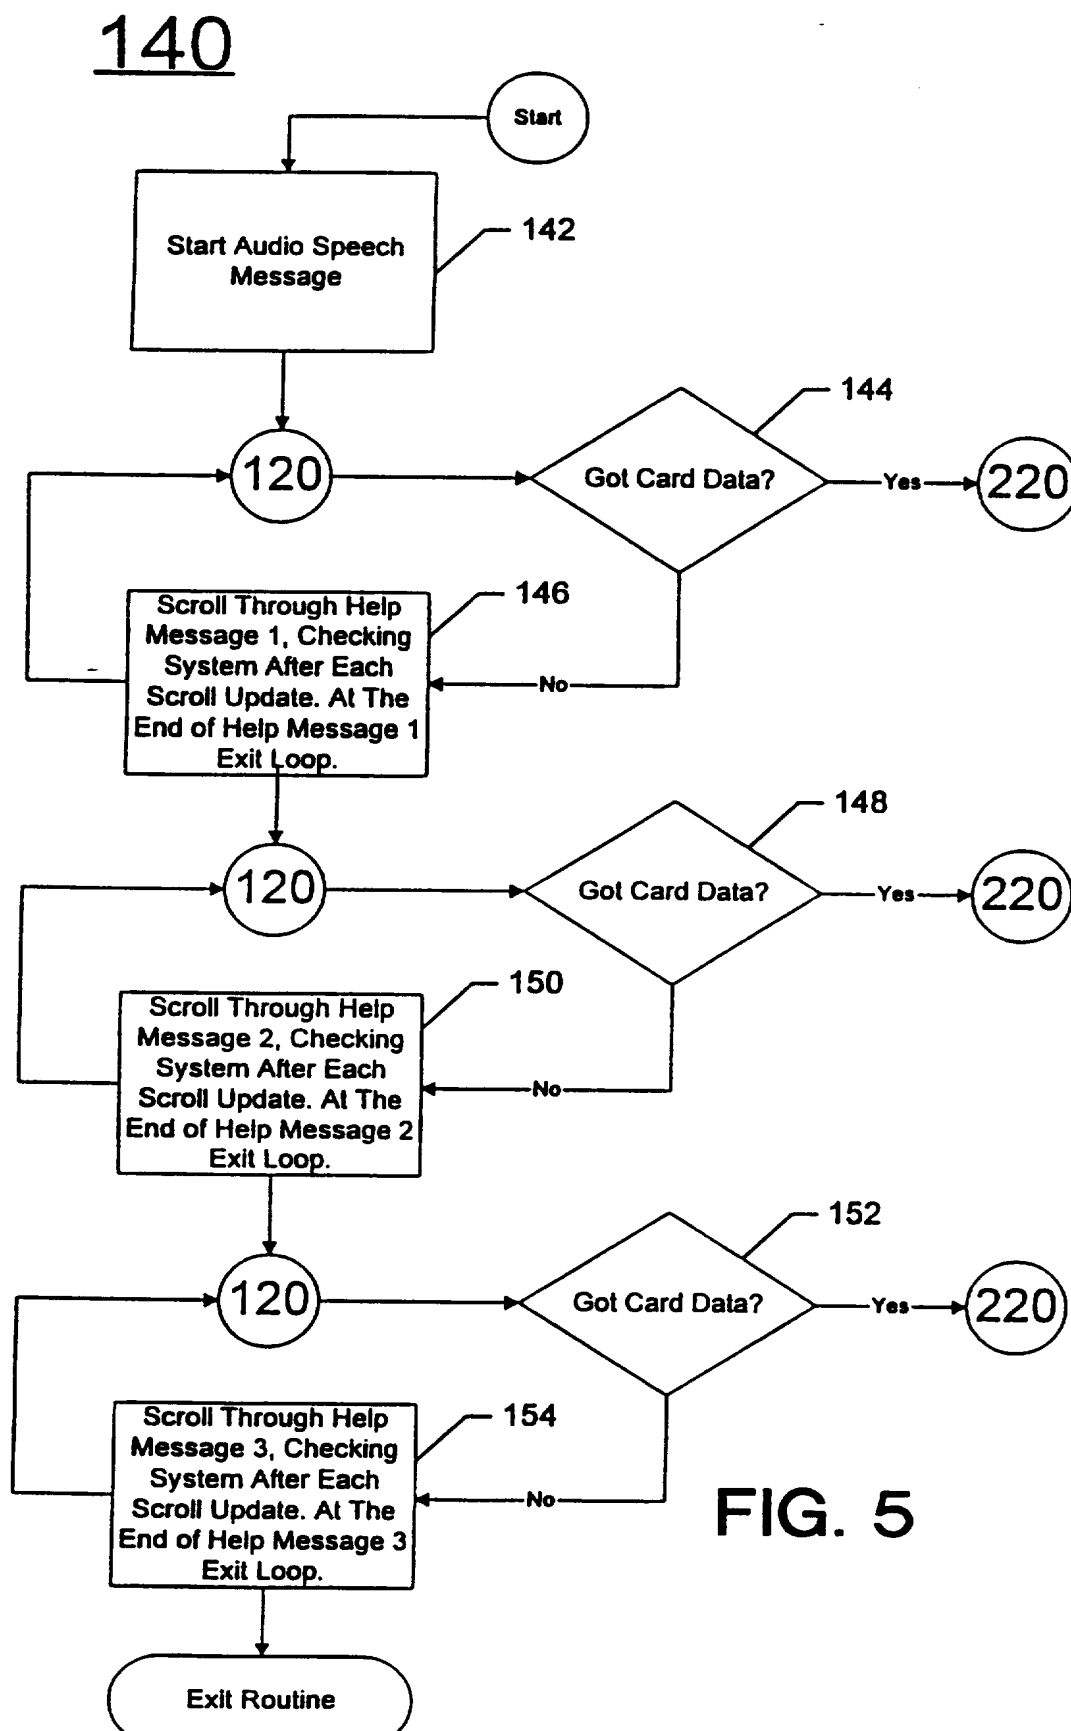 140
Start
Start Audio Speech
Message
142
120
Got Card Data?
144
Yes
220
No
Scroll Through Help
Message 1, Checking
System After Each
Scroll Update. At The
End of Help Message 1
Exit Loop.
146
120
Got Card Data?
148
Yes
220
No
Scroll Through Help
Message 2, Checking
System After Each
Scroll Update. At The
End of Help Message 2
Exit Loop.
150
120
Got Card Data?
152
Yes
220
No
Scroll Through Help
Message 3, Checking
System After Each
Scroll Update. At The
End of Help Message 3
Exit Loop.
154
FIG. 5
Exit Routine